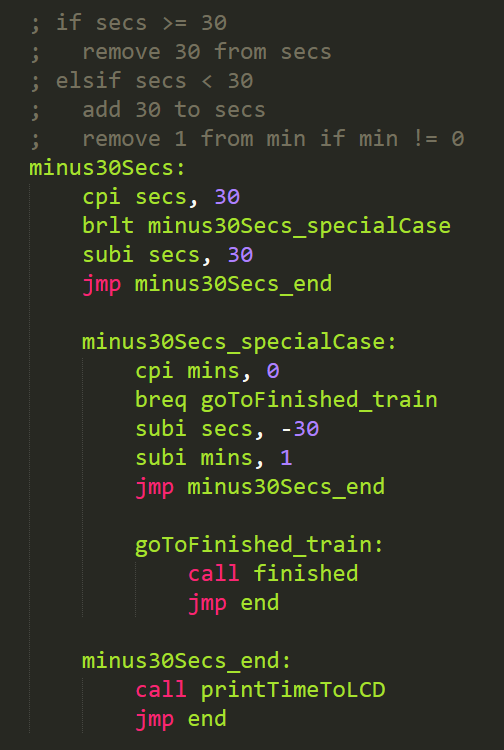 ; if secs >= 30
;   remove 30 from secs
; elsif secs < 30
;   add 30 to secs
;   remove 1 from min if min != 0
minus30Secs:
    cpi secs, 30
    brlt minus30Secs_specialCase
    subi secs, 30
    jmp minus30Secs_end

    minus30Secs_specialCase:
        cpi mins, 0
        breq goToFinished_train
        subi secs, -30
        subi mins, 1
        jmp minus30Secs_end

        goToFinished_train:
            call finished
            jmp end

    minus30Secs_end:
        call printTimeToLCD
        jmp end